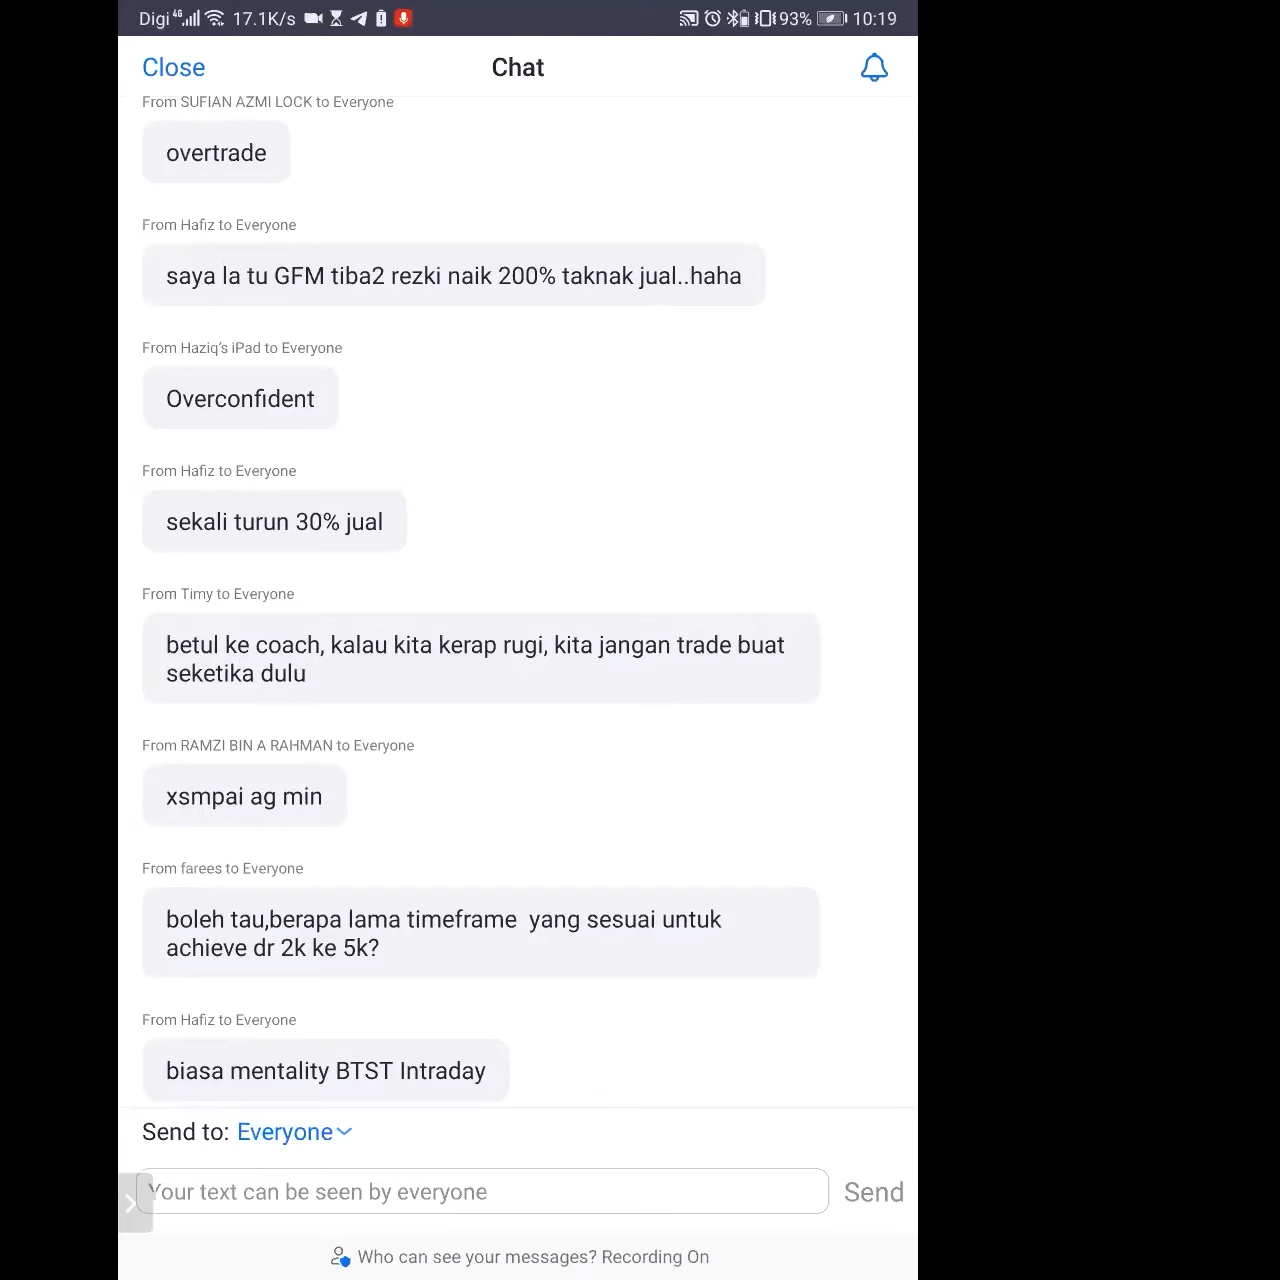 Digi 4G 17.1K/s 93% 10:19
Close Chat
From SUFIAN AZMI LOCK to Everyone
overtrade
From Hafiz to Everyone
saya la tu GFM tiba2 rezki naik 200% taknak jual..haha
From Haziq's iPad to Everyone
Overconfident
From Hafiz to Everyone
sekali turun 30% jual
From Timy to Everyone
betul ke coach, kalau kita kerap rugi, kita jangan trade buat
seketika dulu
From RAMZI BIN A RAHMAN to Everyone
xsmpai ag min
From farees to Everyone
boleh tau,berapa lama timeframe  yang sesuai untuk
achieve dr 2k ke 5k?
From Hafiz to Everyone
biasa mentality BTST Intraday
Send to: Everyone
Your text can be seen by everyone Send
Who can see your messages? Recording On